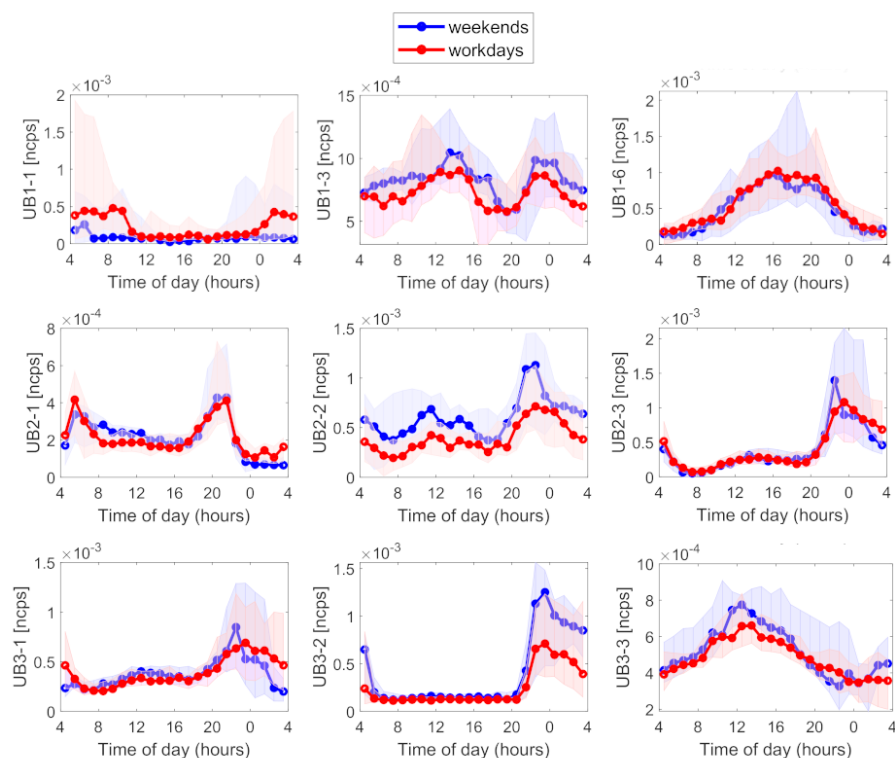 weekends
workdays
×10⁻³
2
1.5
1
0.5
0
UB1-1 [ncps]
4 8 12 16 20 0 4
Time of day (hours)
×10⁻⁴
15
10
5
UB1-3 [ncps]
4 8 12 16 20 0 4
Time of day (hours)
×10⁻³
2
1.5
1
0.5
0
UB1-6 [ncps]
4 8 12 16 20 0 4
Time of day (hours)
×10⁻⁴
8
6
4
2
0
UB2-1 [ncps]
4 8 12 16 20 0 4
Time of day (hours)
×10⁻³
1.5
1
0.5
0
UB2-2 [ncps]
4 8 12 16 20 0 4
Time of day (hours)
×10⁻³
2
1.5
1
0.5
0
UB2-3 [ncps]
4 8 12 16 20 0 4
Time of day (hours)
×10⁻³
1.5
1
0.5
0
UB3-1 [ncps]
4 8 12 16 20 0 4
Time of day (hours)
×10⁻³
1.5
1
0.5
0
UB3-2 [ncps]
4 8 12 16 20 0 4
Time of day (hours)
×10⁻⁴
10
8
6
4
2
UB3-3 [ncps]
4 8 12 16 20 0 4
Time of day (hours)